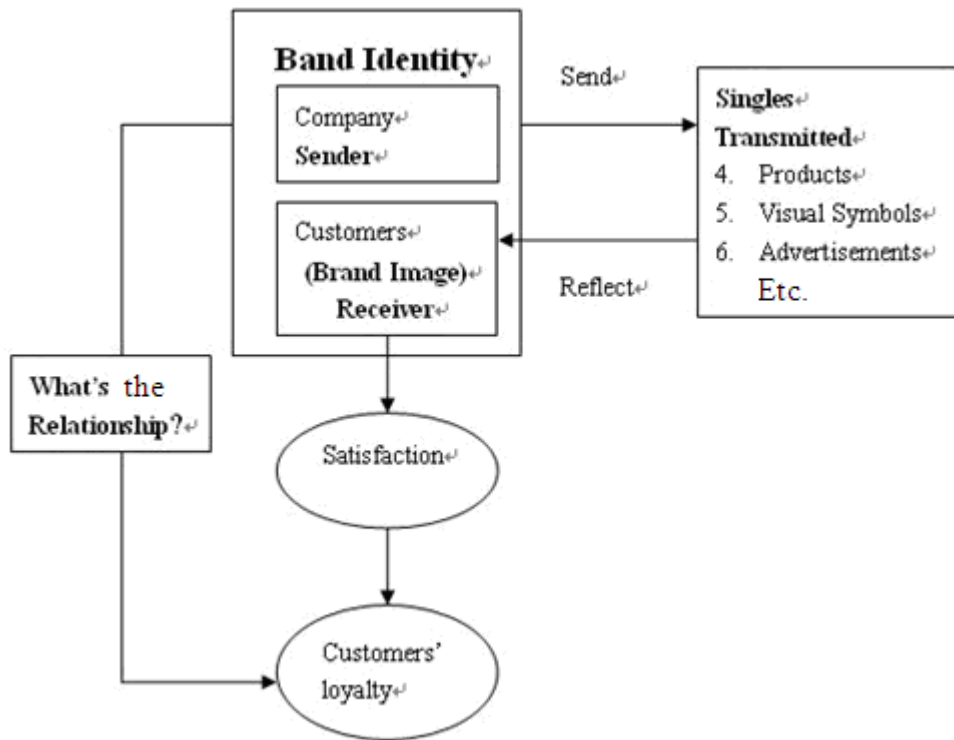 Band Identity
Company
Sender
Customers
(Brand Image)
Receiver
Send
Reflect
Singles
Transmitted
4. Products
5. Visual Symbols
6. Advertisements
Etc.
What's the
Relationship?
Satisfaction
Customers'
loyalty